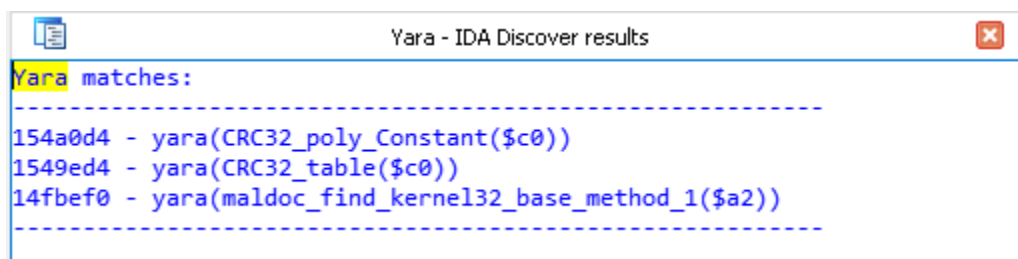 Yara - IDA Discover results
Yara matches:
----------------------------------------------------------
154a0d4 - yara(CRC32_poly_Constant($c0))
1549ed4 - yara(CRC32_table($c0))
14fbef0 - yara(maldoc_find_kernel32_base_method_1($a2))
----------------------------------------------------------